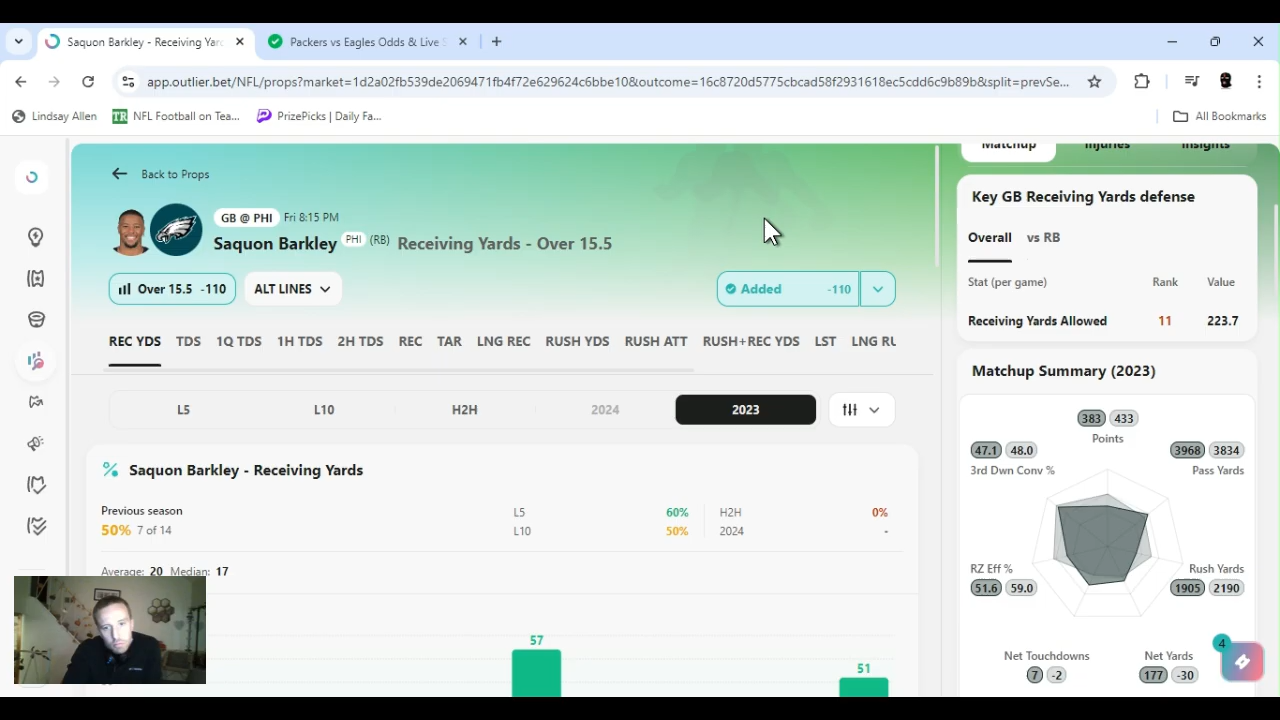 Saquon Barkley - Receiving Yar
Packers vs Eagles Odds & Live
app.outlier.bet/NFL/props?market=1d2a02fb539de2069471fb4f72e629624c6bbe10&outcome=16c8720d5775cbcad58f2931618ec5cdd6c9b89b&split=prevSe...
Lindsay Allen
TR NFL Football on Tea...
PrizePicks | Daily Fa...
All Bookmarks
Back to Props
GB @ PHI Fri 8:15 PM
Saquon Barkley PHI (RB) Receiving Yards - Over 15.5
Over 15.5 -110
ALT LINES
Added -110
REC YDS TDS 1Q TDS 1H TDS 2H TDS REC TAR LNG REC RUSH YDS RUSH ATT RUSH+REC YDS LST LNG RU
L5 L10 H2H 2024 2023
Saquon Barkley - Receiving Yards
Previous season
50% 7 of 14
L5 60% H2H 0%
L10 50% 2024 -
Average: 20 Median: 17
57
51
Matchup Injuries Insights
Key GB Receiving Yards defense
Overall vs RB
Stat (per game) Rank Value
Receiving Yards Allowed 11 223.7
Matchup Summary (2023)
383 433
Points
47.1 48.0
3rd Dwn Conv %
3968 3834
Pass Yards
RZ Eff %
51.6 59.0
Rush Yards
1905 2190
Net Touchdowns
7 -2
Net Yards
177 -30
4